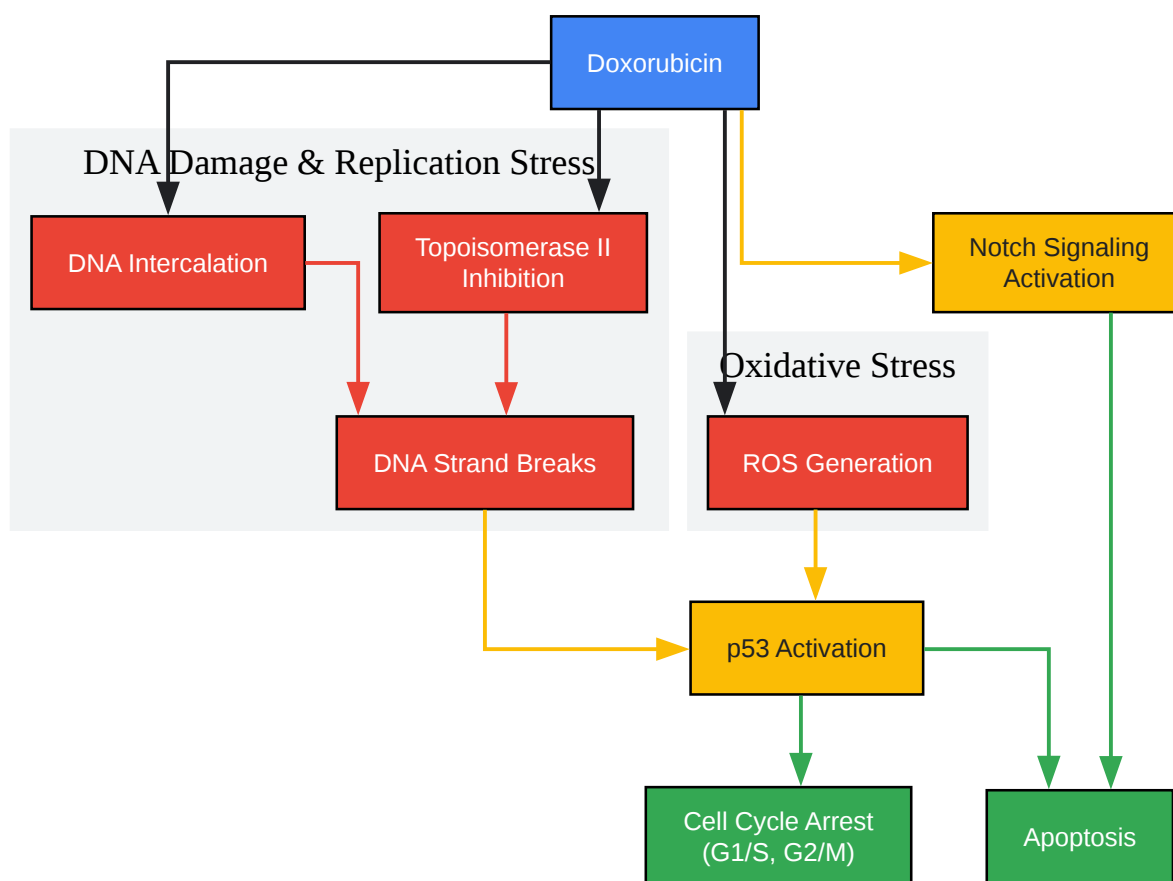 Doxorubicin
DNA Damage & Replication Stress
DNA Intercalation
Topoisomerase II
Inhibition
Notch Signaling
Activation
Oxidative Stress
DNA Strand Breaks
ROS Generation
p53 Activation
Cell Cycle Arrest
(G1/S, G2/M)
Apoptosis